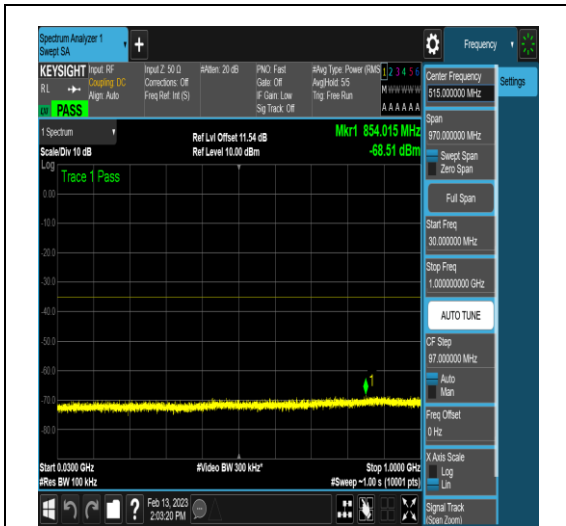 Spectrum Analyzer 1
Swept SA
+
Frequency
KEYSIGHT
Input: RF
Coupling: DC
Align: Auto
Input Z: 50 Ω
Corrections: Off
Freq Ref: Int (S)
#Atten: 20 dB
PNO: Fast
Gate: Off
IF Gain: Low
Sig Track: Off
#Avg Type: Power (RMS
Avg|Hold: 5/5
Trig: Free Run
1 2 3 4 5 6
M W W W W W
A A A A A A
RL
PASS
Center Frequency
515.000000 MHz
Settings
Span
970.000000 MHz
Swept Span
Zero Span
Full Span
Start Freq
30.000000 MHz
Stop Freq
1.000000000 GHz
AUTO TUNE
CF Step
97.000000 MHz
Auto
Man
Freq Offset
0 Hz
X Axis Scale
Log
Lin
Signal Track
(Span Zoom)
1 Spectrum
Scale/Div 10 dB
Ref Lvl Offset 11.54 dB
Ref Level 10.00 dBm
Mkr1 854.015 MHz
-68.51 dBm
Log
Trace 1 Pass
0.00
-10.0
-20.0
-30.0
-40.0
-50.0
-60.0
-70.0
-80.0
1
Start 0.0300 GHz
#Res BW 100 kHz
#Video BW 300 kHz*
Stop 1.0000 GHz
#Sweep ~1.00 s (10001 pts)
?
Feb 13, 2023
2:03:20 PM